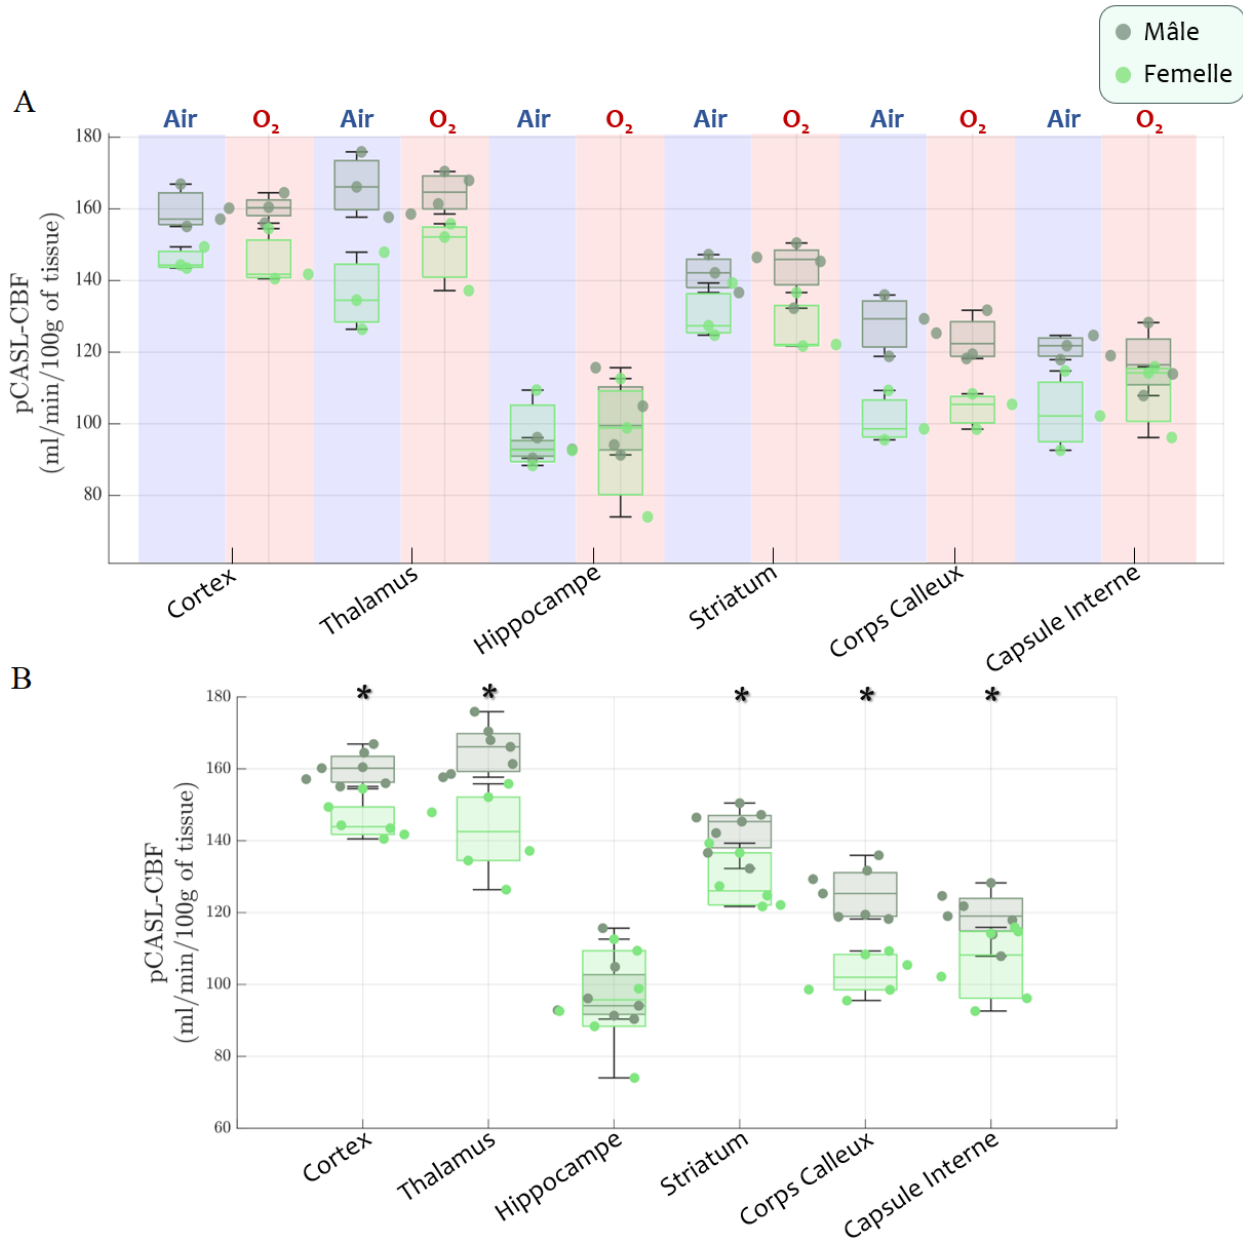 Mâle
Femelle
A
Air O₂ Air O₂ Air O₂ Air O₂ Air O₂ Air O₂
pCASL-CBF
(ml/min/100g of tissue)
180
160
140
120
100
80
Cortex Thalamus Hippocampe Striatum Corps Calleux Capsule Interne
B
* * * * *
pCASL-CBF
(ml/min/100g of tissue)
180
160
140
120
100
80
60
Cortex Thalamus Hippocampe Striatum Corps Calleux Capsule Interne